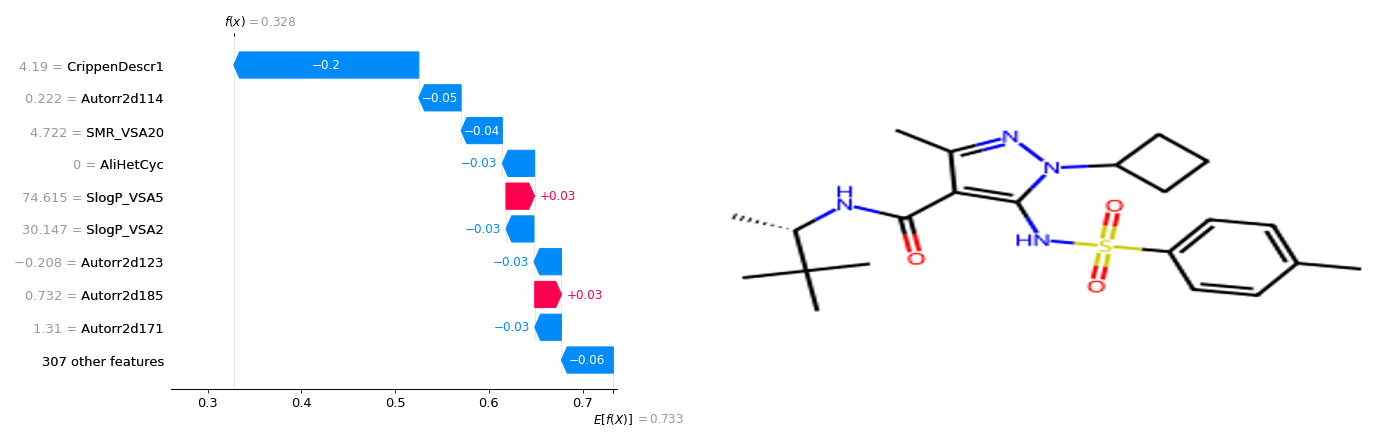 f(x) = 0.328
4.19 = CrippenDescr1
−0.2
0.222 = Autorr2d114
−0.05
4.722 = SMR_VSA20
−0.04
0 = AliHetCyc
−0.03
74.615 = SlogP_VSA5
+0.03
30.147 = SlogP_VSA2
−0.03
−0.208 = Autorr2d123
−0.03
0.732 = Autorr2d185
+0.03
1.31 = Autorr2d171
−0.03
307 other features
−0.06
0.3 0.4 0.5 0.6 0.7
E[f(X)] = 0.733
N
N
H
N
O
HN
S
O
O